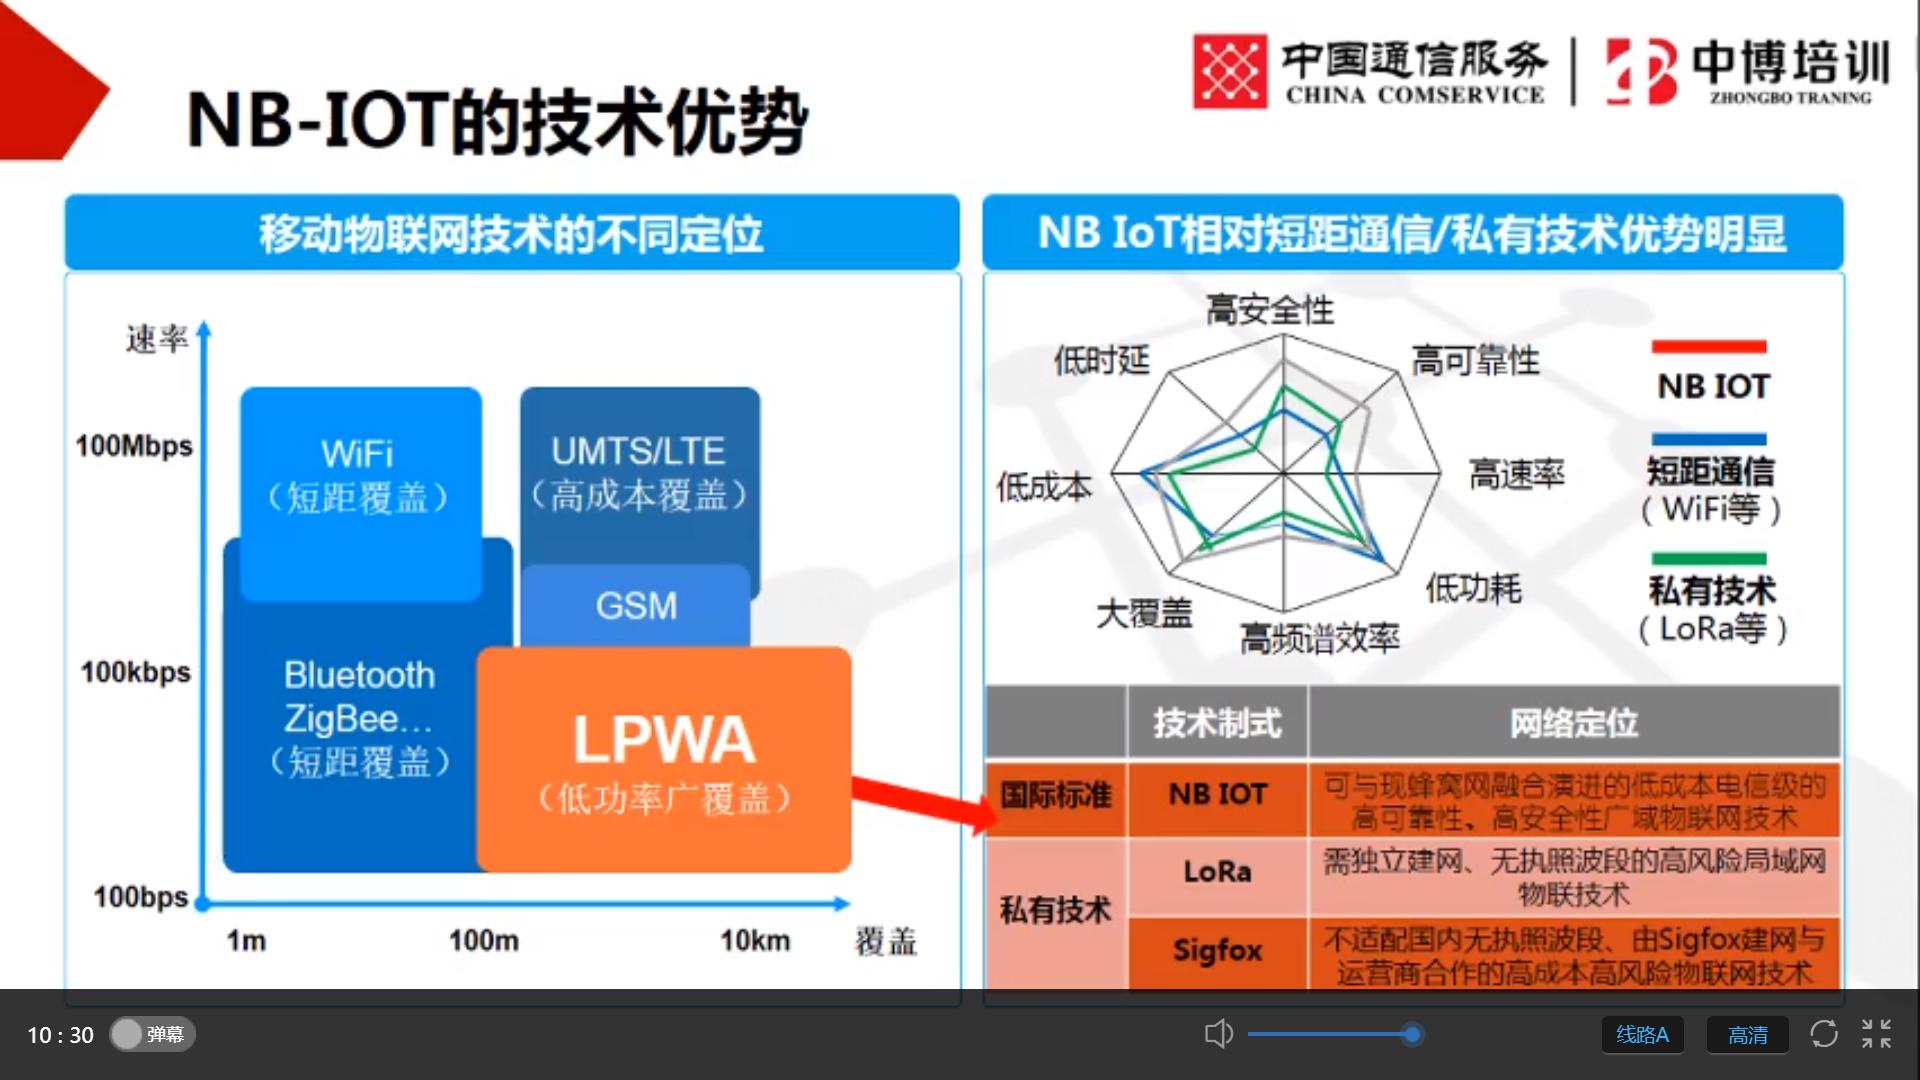 中国通信服务
CHINA COMSERVICE
中博培训
ZHONGBO TRANING
NB-IOT的技术优势
移动物联网技术的不同定位
速率
100Mbps
100kbps
100bps
WiFi
（短距覆盖）
UMTS/LTE
（高成本覆盖）
GSM
Bluetooth
ZigBee...
（短距覆盖）
LPWA
（低功率广覆盖）
1m
100m
10km
覆盖
NB IoT相对短距通信/私有技术优势明显
高安全性
低时延
高可靠性
低成本
高速率
大覆盖
低功耗
高频谱效率
NB IOT
短距通信
（WiFi等）
私有技术
（LoRa等）
技术制式
网络定位
国际标准
NB IOT
可与现蜂窝网融合演进的低成本电信级的
高可靠性、高安全性广域物联网技术
私有技术
LoRa
需独立建网、无执照波段的高风险局域网
物联技术
Sigfox
不适配国内无执照波段、由Sigfox建网与
运营商合作的高成本高风险物联网技术
10 : 30
弹幕
线路A
高清